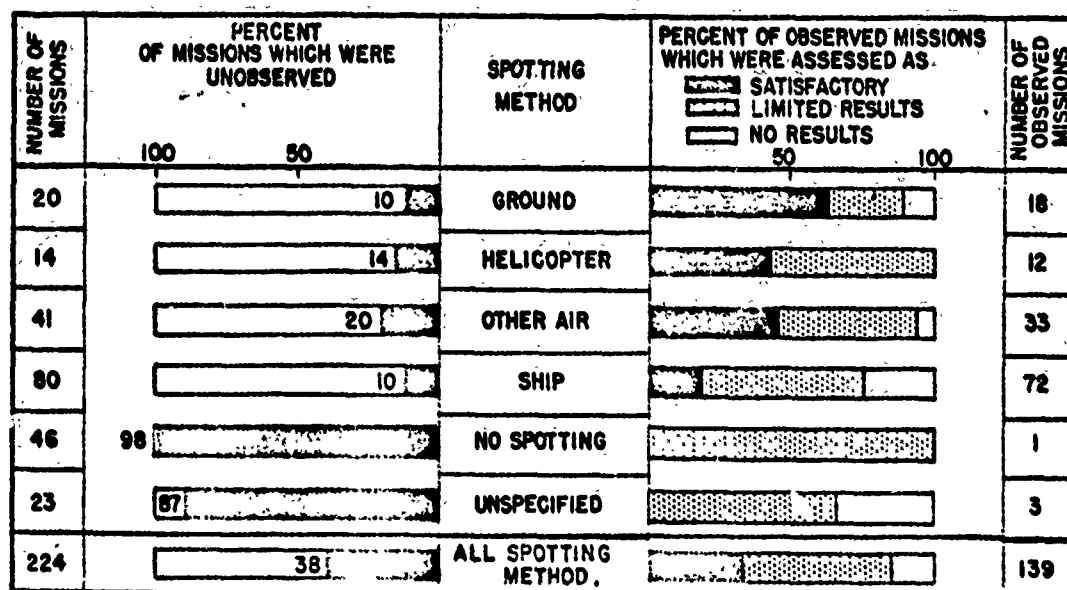 NUMBER OF MISSIONS
PERCENT
OF MISSIONS WHICH WERE
UNOBSERVED
SPOTTING
METHOD
PERCENT OF OBSERVED MISSIONS
WHICH WERE ASSESSED AS
SATISFACTORY
LIMITED RESULTS
NO RESULTS
NUMBER OF OBSERVED MISSIONS
100 50
50 100
20 10 GROUND 18
14 14 HELICOPTER 12
41 20 OTHER AIR 33
80 10 SHIP 72
46 98 NO SPOTTING 1
23 87 UNSPECIFIED 3
224 38 ALL SPOTTING
METHOD. 139